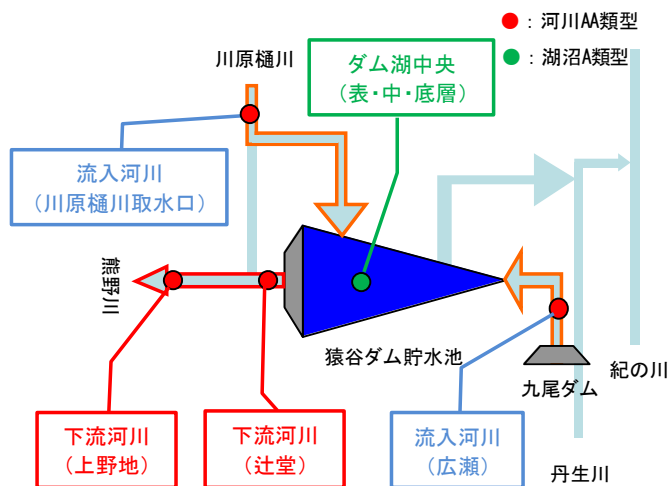 ●：河川AA類型
●：湖沼A類型
川原樋川
ダム湖中央
（表・中・底層）
流入河川
（川原樋川取水口）
熊野川
猿谷ダム貯水池
九尾ダム
紀の川
下流河川
（上野地）
下流河川
（辻堂）
流入河川
（広瀬）
丹生川